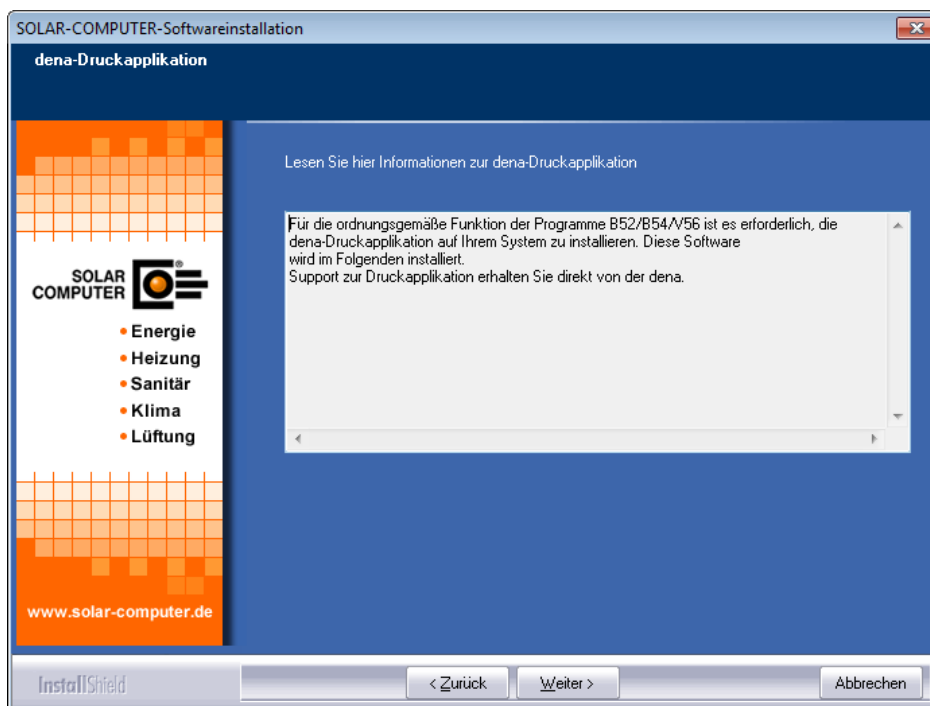 SOLAR-COMPUTER-Softwareinstallation
dena-Druckapplikation
Lesen Sie hier Informationen zur dena-Druckapplikation
Für die ordnungsgemäße Funktion der Programme B52/B54/V56 ist es erforderlich, die
dena-Druckapplikation auf Ihrem System zu installieren. Diese Software
wird im Folgenden installiert.
Support zur Druckapplikation erhalten Sie direkt von der dena.
SOLAR
COMPUTER
®
• Energie
• Heizung
• Sanitär
• Klima
• Lüftung
www.solar-computer.de
InstallShield
< Zurück
Weiter >
Abbrechen